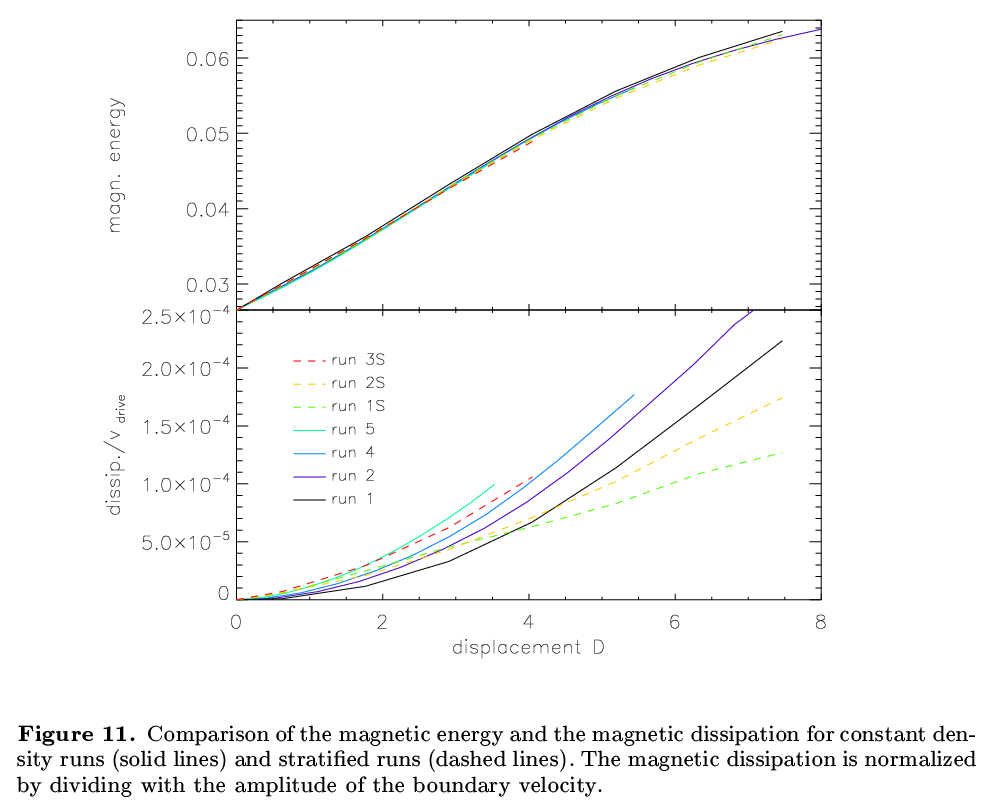 0.06
0.05
0.04
0.03
magn. energy
2.5×10⁻⁴
2.0×10⁻⁴
1.5×10⁻⁴
1.0×10⁻⁴
5.0×10⁻⁵
0
dissip./v drive
run 3S
run 2S
run 1S
run 5
run 4
run 2
run 1
0 2 4 6 8
displacement D
Figure 11. Comparison of the magnetic energy and the magnetic dissipation for constant den-
sity runs (solid lines) and stratified runs (dashed lines). The magnetic dissipation is normalized
by dividing with the amplitude of the boundary velocity.